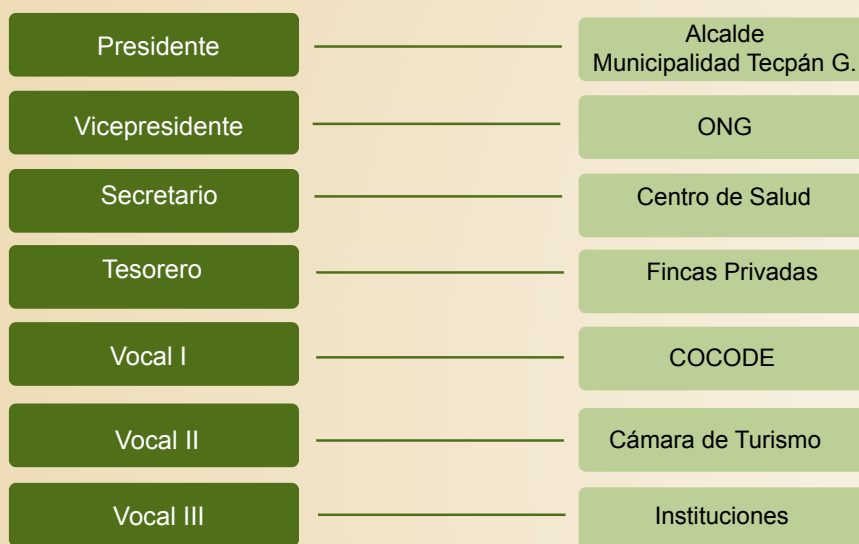 Presidente
Alcalde
Municipalidad Tecpán G.
Vicepresidente
ONG
Secretario
Centro de Salud
Tesorero
Fincas Privadas
Vocal I
COCODE
Vocal II
Cámara de Turismo
Vocal III
Instituciones